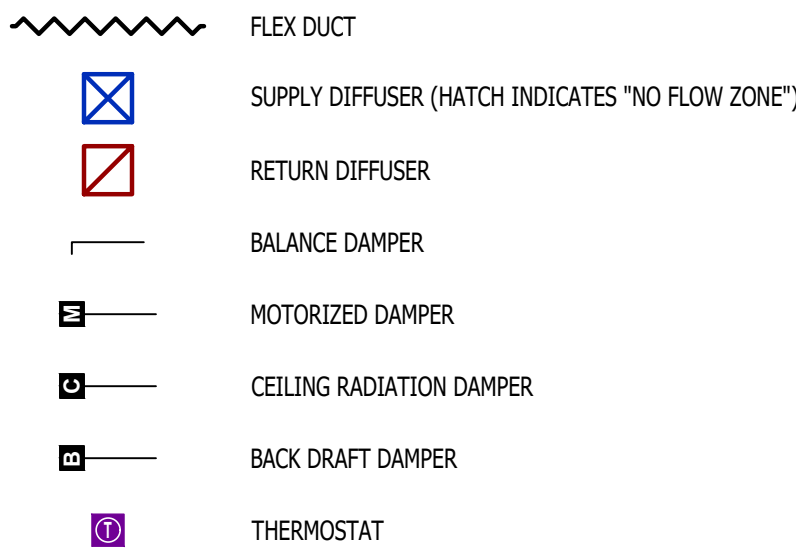 FLEX DUCT
SUPPLY DIFFUSER (HATCH INDICATES "NO FLOW ZONE")
RETURN DIFFUSER
BALANCE DAMPER
M MOTORIZED DAMPER
C CEILING RADIATION DAMPER
B BACK DRAFT DAMPER
T THERMOSTAT